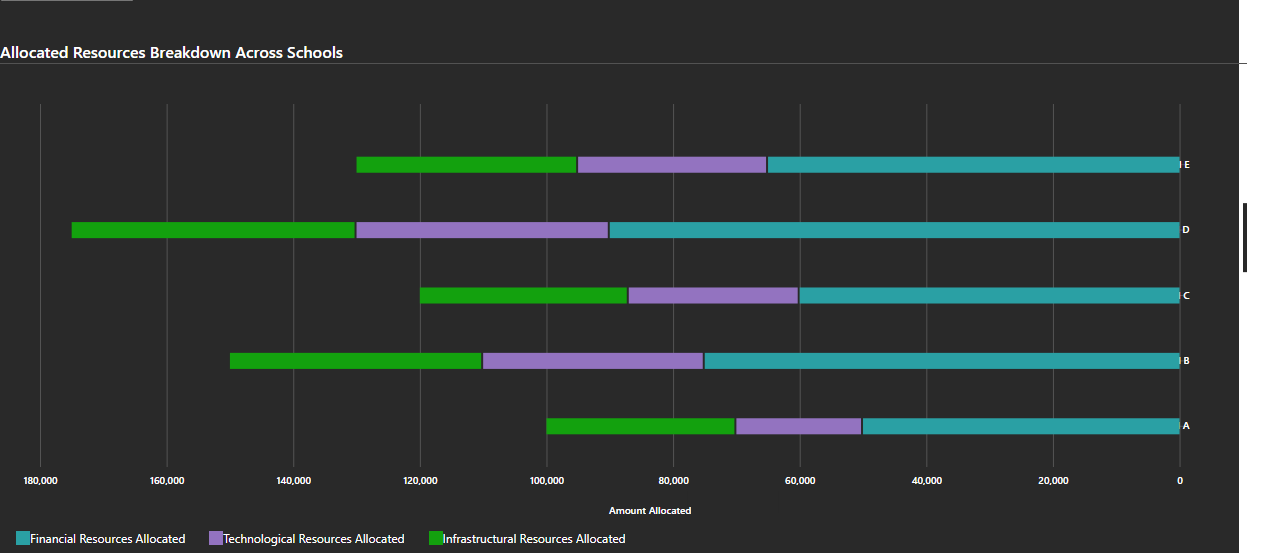 Allocated Resources Breakdown Across Schools
E
D
C
B
A
180,000 160,000 140,000 120,000 100,000 80,000 60,000 40,000 20,000 0
Amount Allocated
Financial Resources Allocated Technological Resources Allocated Infrastructural Resources Allocated